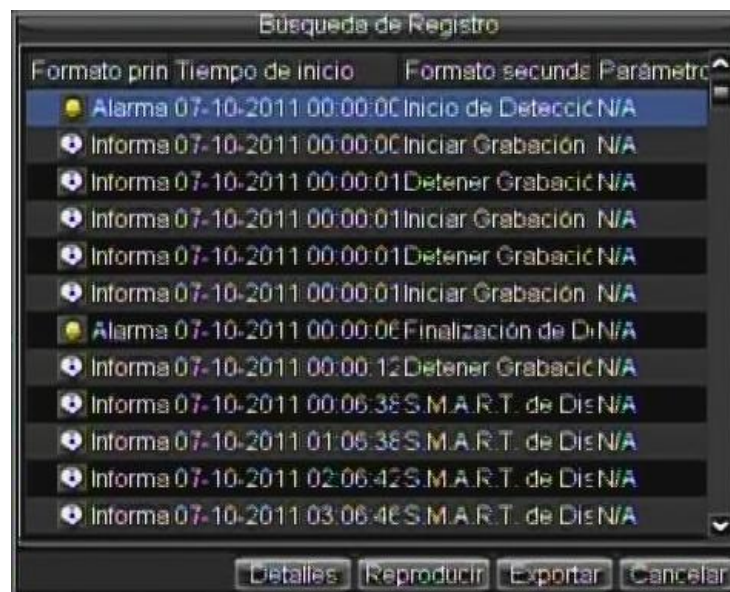 Búsqueda de Registro
Formato prin Tiempo de inicio Formato secunda Parámetro
Alarma 07-10-2011 00:00:00 Inicio de Detecció N/A
Informa 07-10-2011 00:00:00 Iniciar Grabación N/A
Informa 07-10-2011 00:00:01 Detener Grabació N/A
Informa 07-10-2011 00:00:01 Iniciar Grabación N/A
Informa 07-10-2011 00:00:01 Detener Grabació N/A
Informa 07-10-2011 00:00:01 Iniciar Grabación N/A
Alarma 07-10-2011 00:00:06 Finalización de D N/A
Informa 07-10-2011 00:00:12 Detener Grabació N/A
Informa 07-10-2011 00:06:38 S.M.A.R.T. de Dis N/A
Informa 07-10-2011 01:06:38 S.M.A.R.T. de Dis N/A
Informa 07-10-2011 02:06:42 S.M.A.R.T. de Dis N/A
Informa 07-10-2011 03:06:46 S.M.A.R.T. de Dis N/A
Detalles Reproducir Exportar Cancelar